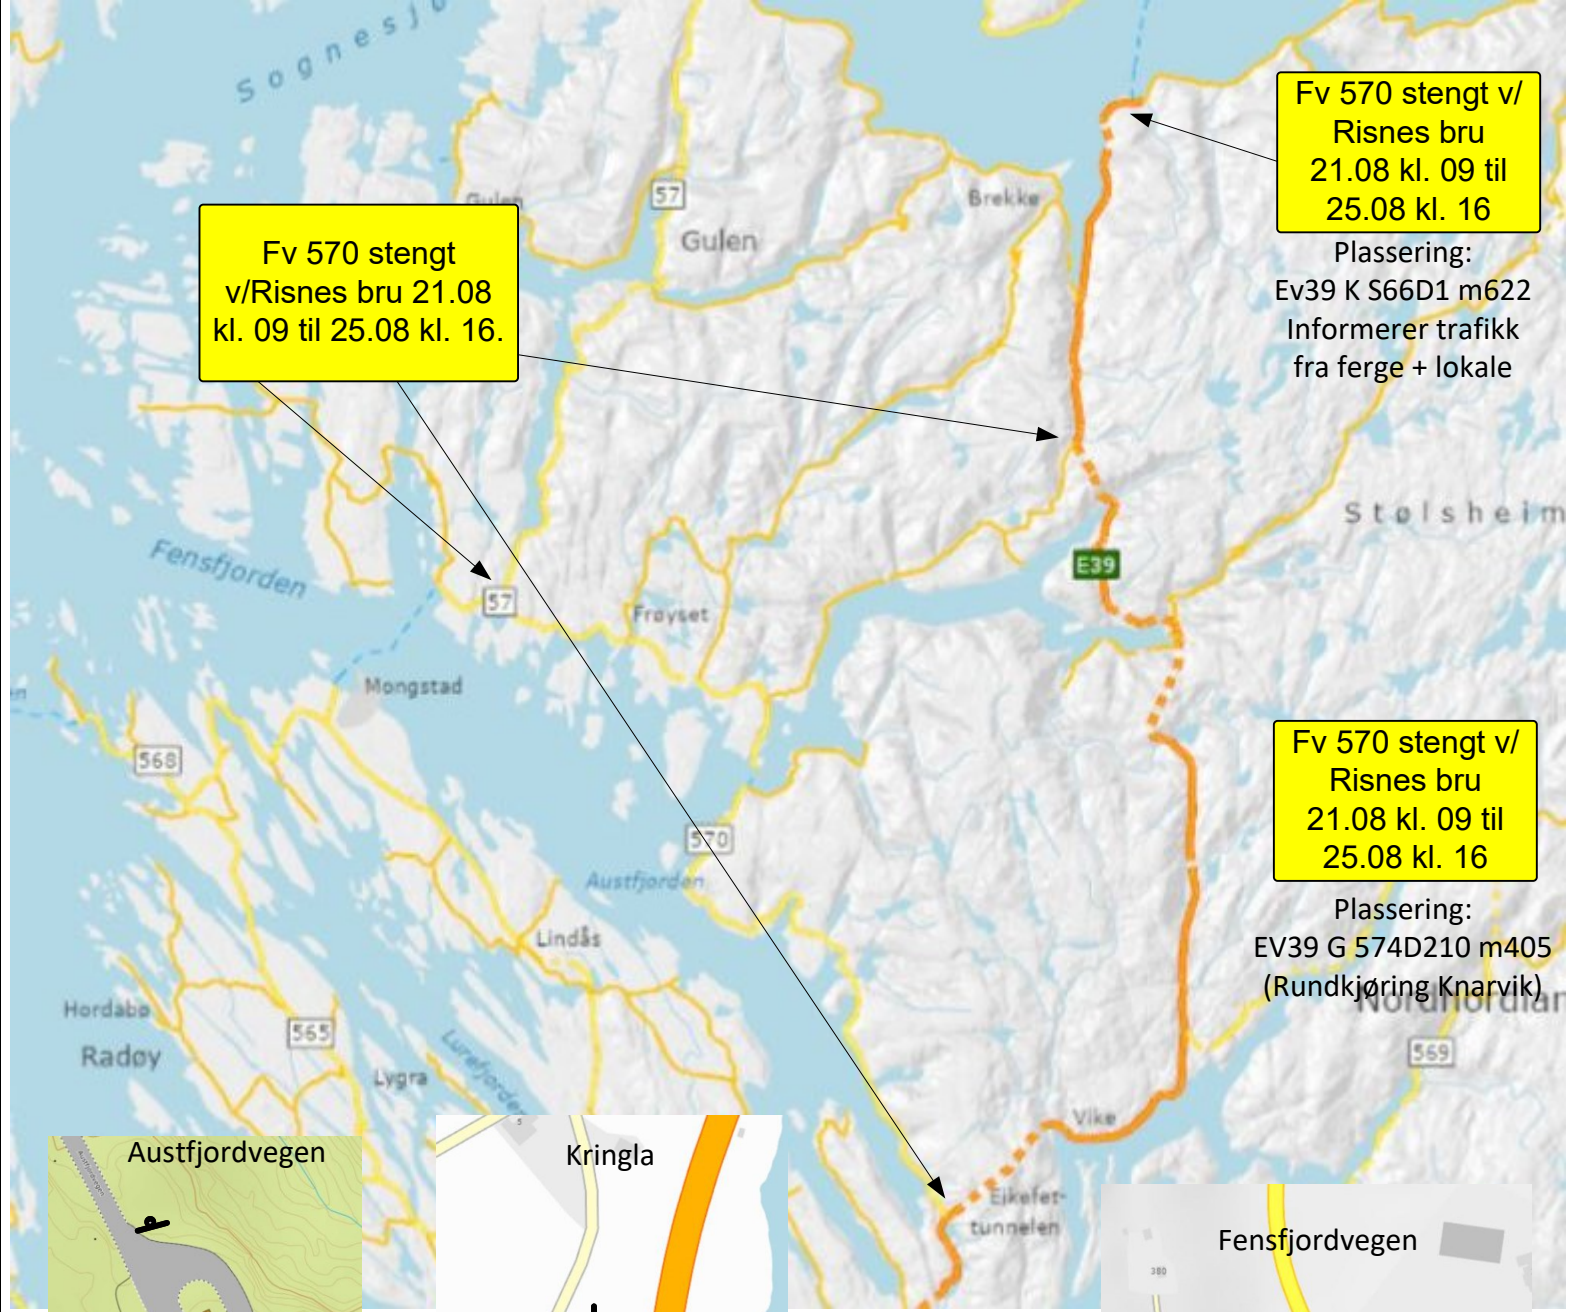 Sognesjø
Fv 570 stengt v/
Risnes bru
21.08 kl. 09 til
25.08 kl. 16
Plassering:
Ev39 K S66D1 m622
Informerer trafikk
fra ferge + lokale
Gulen
57
Brekke
Gulen
Fv 570 stengt
v/Risnes bru 21.08
kl. 09 til 25.08 kl. 16.
Stølsheim
Fensfjorden
E39
57
Frøyset
Mongstad
568
Fv 570 stengt v/
Risnes bru
21.08 kl. 09 til
25.08 kl. 16
Plassering:
EV39 G 574D210 m405
(Rundkjøring Knarvik)
570
Austfjorden
Lindås
Hordabø
Radøy
565
Lygra
Lurefjorden
Nordhordlan
569
Vike
Eikefet-
tunnelen
Austfjordvegen
Austfjordvegen
Kringla
5
Fensfjordvegen
380